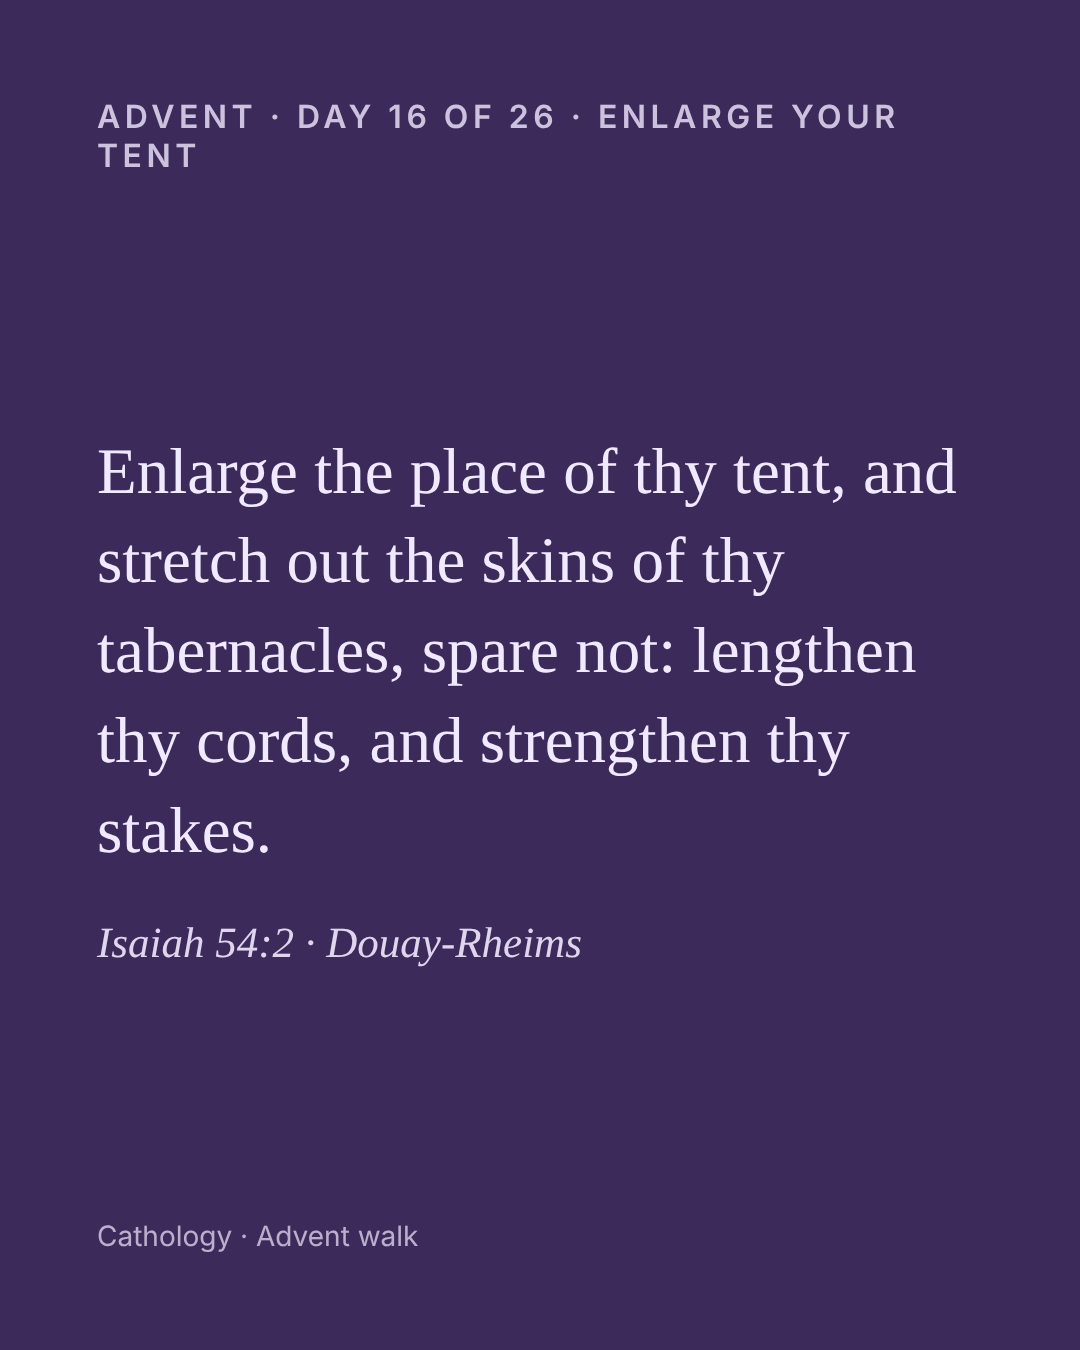 ADVENT · DAY 16 OF 26 · ENLARGE YOUR
TENT
Enlarge the place of thy tent, and
stretch out the skins of thy
tabernacles, spare not: lengthen
thy cords, and strengthen thy
stakes.
Isaiah 54:2 · Douay-Rheims
Cathology · Advent walk